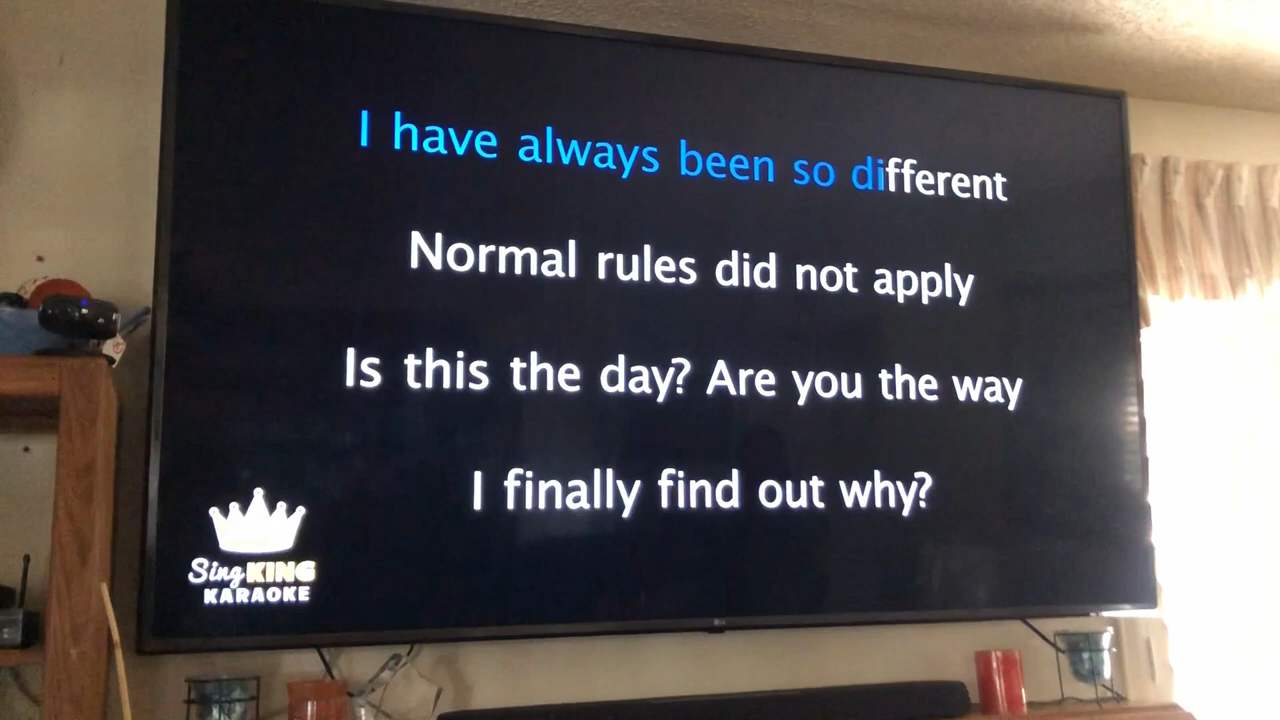 I have always been so different
Normal rules did not apply
Is this the day? Are you the way
I finally find out why?
Sing KING
KARAOKE
LG